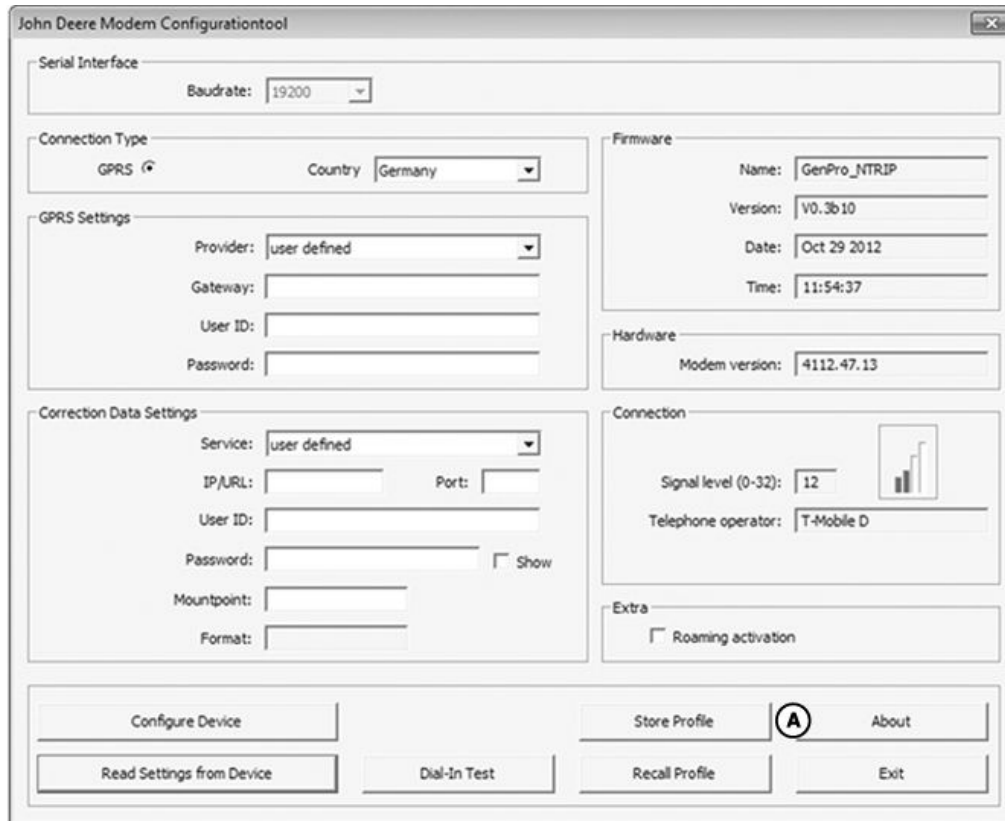 John Deere Modem Configurationtool
Serial Interface
Baudrate: 19200
Connection Type
GPRS Country Germany
GPRS Settings
Provider: user defined
Gateway:
User ID:
Password:
Correction Data Settings
Service: user defined
IP/URL: Port:
User ID:
Password: Show
Mountpoint:
Format:
Firmware
Name: GenPro_NTRIP
Version: V0.3b10
Date: Oct 29 2012
Time: 11:54:37
Hardware
Modem version: 4112.47.13
Connection
Signal level (0-32): 12
Telephone operator: T-Mobile D
Extra
Roaming activation
Configure Device Store Profile A About
Read Settings from Device Dial-In Test Recall Profile Exit